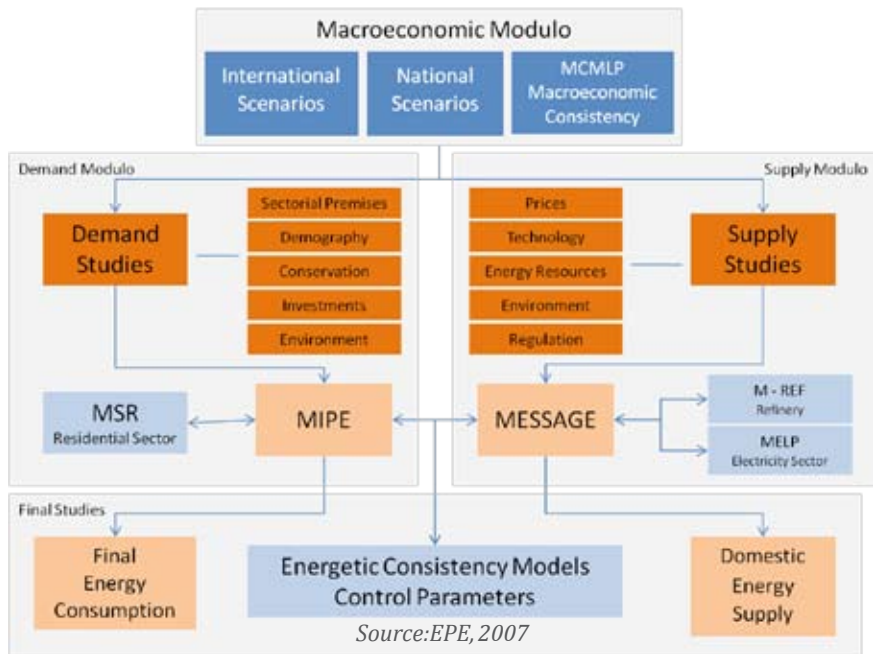 Macroeconomic Modulo
International
Scenarios
National
Scenarios
MCMLP
Macroeconomic
Consistency
Demand Modulo
Supply Modulo
Demand
Studies
Sectorial Premises
Demography
Conservation
Investments
Environment
Prices
Technology
Energy Resources
Environment
Regulation
Supply
Studies
MSR
Residential Sector
MIPE
MESSAGE
M - REF
Refinery
MELP
Electricity Sector
Final Studies
Final
Energy
Consumption
Energetic Consistency Models
Control Parameters
Domestic
Energy
Supply
Source:EPE, 2007